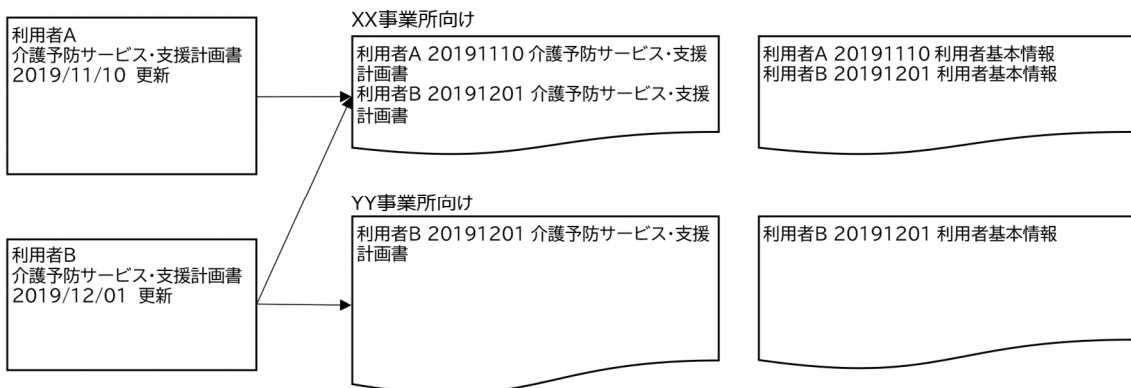 利用者A
介護予防サービス・支援計画書
2019/11/10 更新
XX事業所向け
利用者A 20191110 介護予防サービス・支援
計画書
利用者B 20191201 介護予防サービス・支援
計画書
利用者A 20191110 利用者基本情報
利用者B 20191201 利用者基本情報
利用者B
介護予防サービス・支援計画書
2019/12/01 更新
YY事業所向け
利用者B 20191201 介護予防サービス・支援
計画書
利用者B 20191201 利用者基本情報